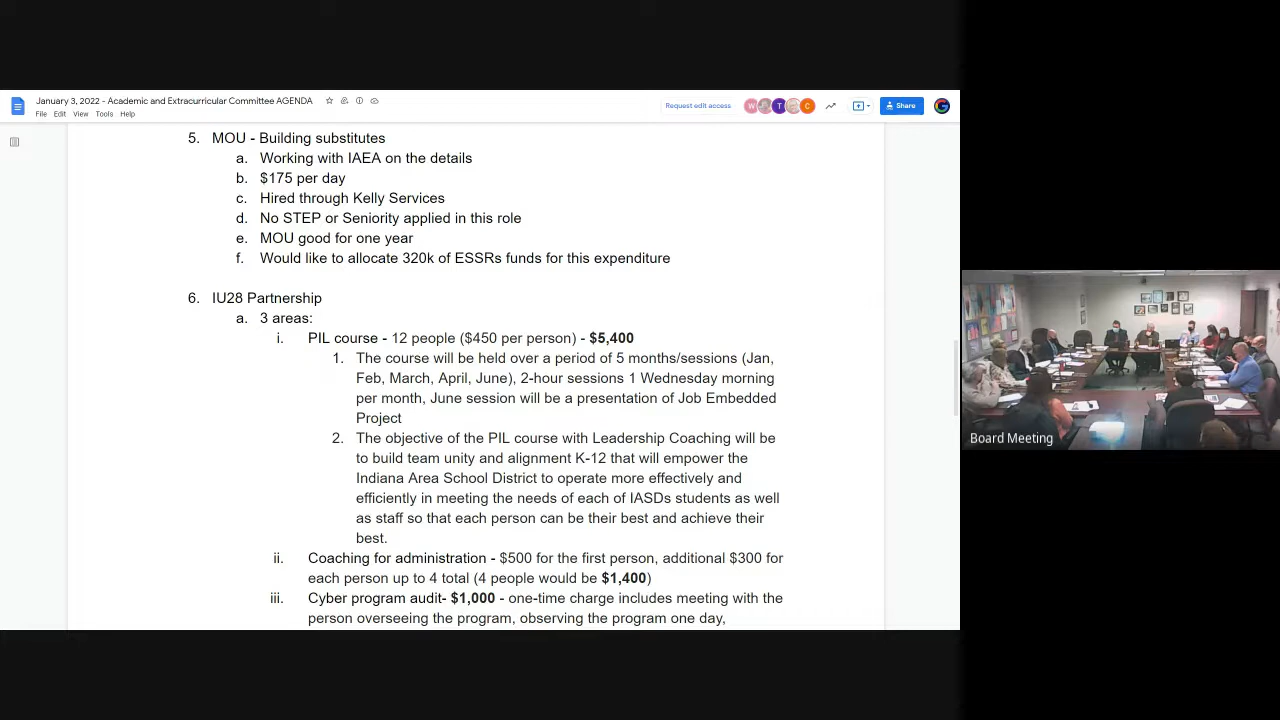 January 3, 2022 - Academic and Extracurricular Committee AGENDA
File Edit View Tools Help
Request edit access
W T C
Share
5. MOU - Building substitutes
a. Working with IAEA on the details
b. $175 per day
c. Hired through Kelly Services
d. No STEP or Seniority applied in this role
e. MOU good for one year
f. Would like to allocate 320k of ESSRs funds for this expenditure
6. IU28 Partnership
a. 3 areas:
i. PIL course - 12 people ($450 per person) - $5,400
1. The course will be held over a period of 5 months/sessions (Jan,
Feb, March, April, June), 2-hour sessions 1 Wednesday morning
per month, June session will be a presentation of Job Embedded
Project
2. The objective of the PIL course with Leadership Coaching will be
to build team unity and alignment K-12 that will empower the
Indiana Area School District to operate more effectively and
efficiently in meeting the needs of each of IASDs students as well
as staff so that each person can be their best and achieve their
best.
ii. Coaching for administration - $500 for the first person, additional $300 for
each person up to 4 total (4 people would be $1,400)
iii. Cyber program audit- $1,000 - one-time charge includes meeting with the
person overseeing the program, observing the program one day,
Board Meeting